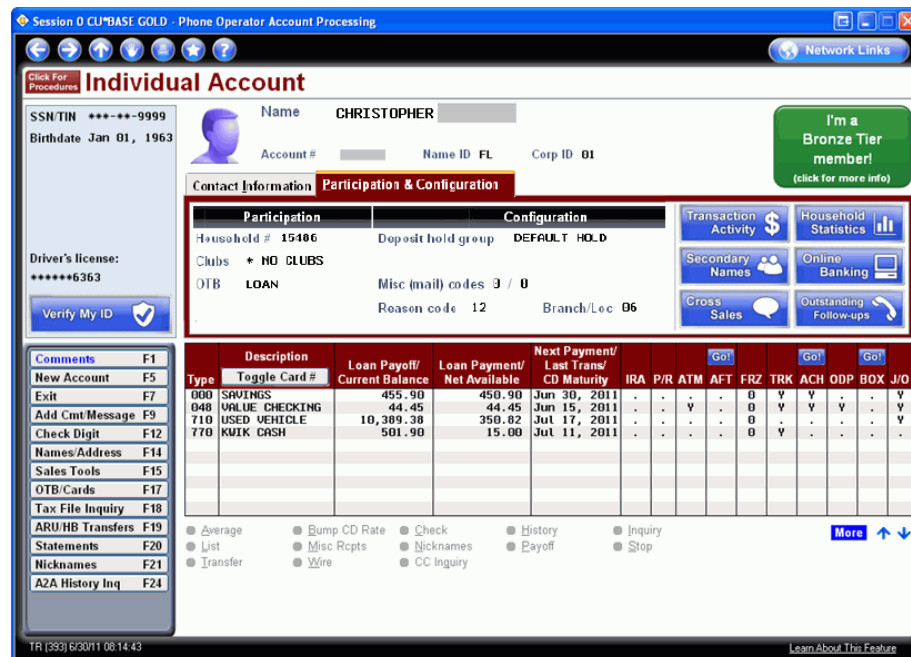 Session 0 CU*BASE GOLD - Phone Operator Account Processing
Network Links
Click For Procedures
Individual Account
SSN/TIN ***-**-9999
Birthdate Jan 01, 1963
Driver's license:
******6363
Verify My ID
Name CHRISTOPHER
Account # Name ID FL Corp ID 01
I'm a
Bronze Tier
member!
(click for more info)
Contact Information Participation & Configuration
Participation Configuration
Household # 15406 Deposit hold group DEFAULT HOLD
Clubs * NO CLUBS
OTB LOAN Misc (mail) codes 0 / 0
Reason code 12 Branch/Loc 06
Transaction Activity $
Household Statistics
Secondary Names
Online Banking
Cross Sales
Outstanding Follow-ups
Comments F1
New Account F5
Exit F7
Add Cmt/Message F9
Check Digit F12
Names/Address F14
Sales Tools F15
OTB/Cards F17
Tax File Inquiry F18
ARU/HB Transfers F19
Statements F20
Nicknames F21
A2A History Inq F24
Type Description Toggle Card # Loan Payoff/ Current Balance Loan Payment/ Net Available Next Payment/ Last Trans/ CD Maturity IRA P/R ATM Go! AFT FRZ TRK Go! ACH ODP Go! BOX J/O
000 SAVINGS 455.90 450.90 Jun 30, 2011 . . . . 0 Y Y . . Y
048 VALUE CHECKING 44.45 44.45 Jun 15, 2011 . . Y . 0 Y Y Y . Y
710 USED VEHICLE 10,389.38 350.82 Jul 17, 2011 . . . . 0 . . . . Y
770 KWIK CASH 501.90 15.00 Jul 11, 2011 . . . . 0 Y . . . .
Average Bump CD Rate Check History Inquiry
List Misc Rcpts Nicknames Payoff Stop
Transfer Wire CC Inquiry
More
TR (393) 6/30/11 08:14:43
Learn About This Feature